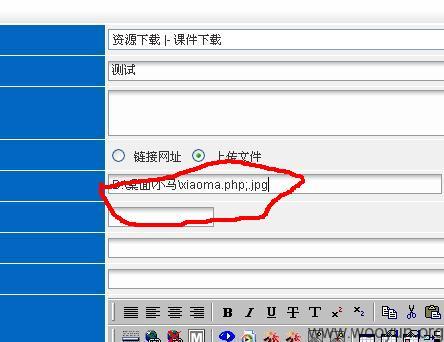 资源下载 |- 课件下载
测试
链接网址 上传文件
D:\桌面\小马\xiaoma.php;.jpg
B I U T T x² x₂
M
www.wooyun.org